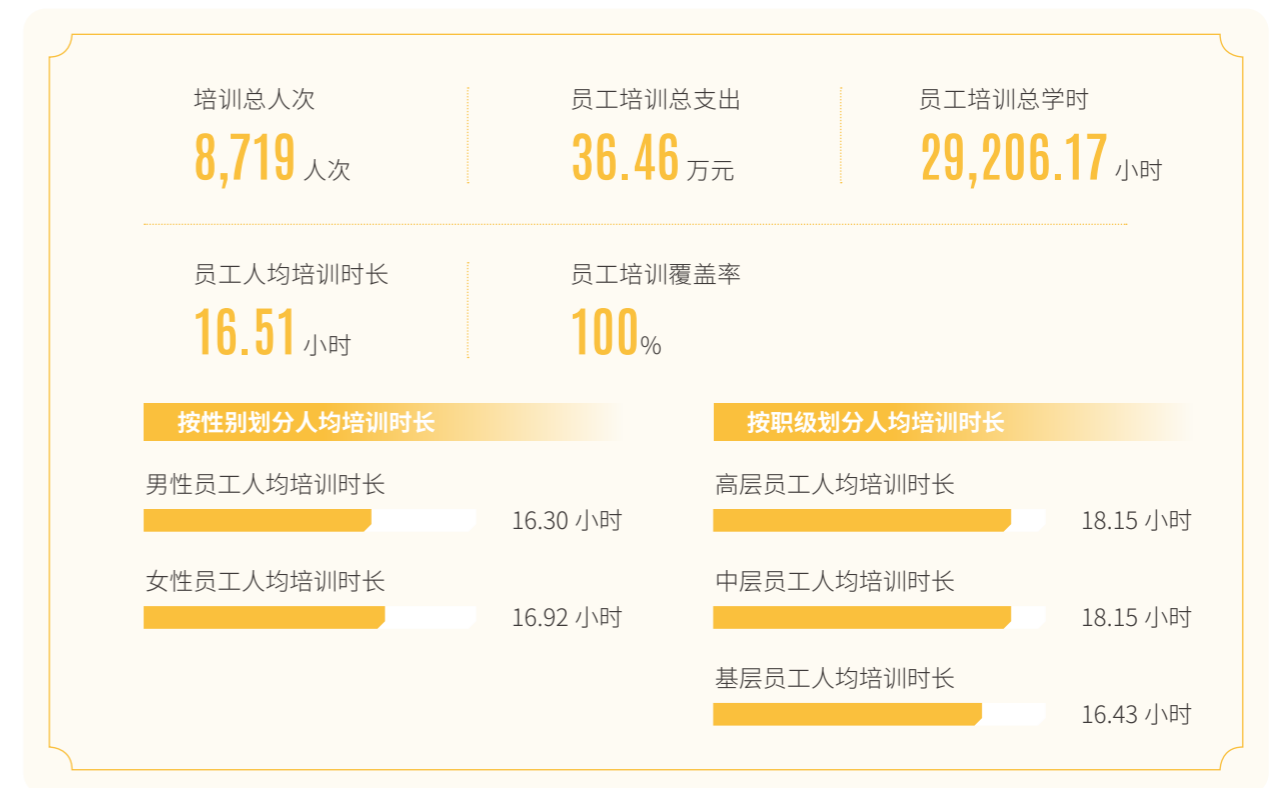 培训总人次
8,719 人次
员工培训总支出
36.46 万元
员工培训总学时
29,206.17 小时
员工人均培训时长
16.51 小时
员工培训覆盖率
100%
按性别划分人均培训时长
男性员工人均培训时长
16.30 小时
女性员工人均培训时长
16.92 小时
按职级划分人均培训时长
高层员工人均培训时长
18.15 小时
中层员工人均培训时长
18.15 小时
基层员工人均培训时长
16.43 小时